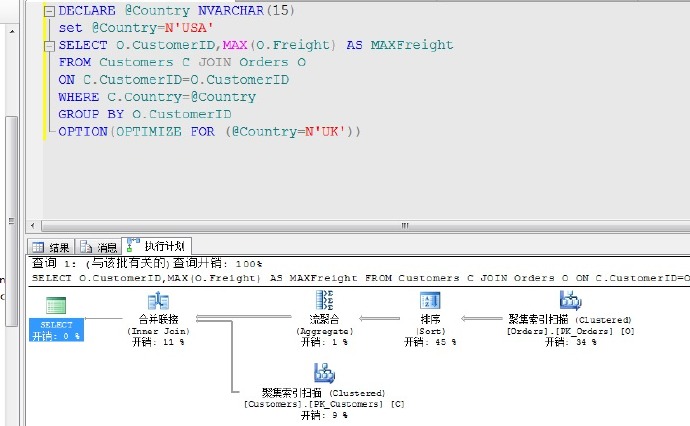 DECLARE @Country NVARCHAR(15)
set @Country=N'USA'
SELECT O.CustomerID,MAX(O.Freight) AS MAXFreight
FROM Customers C JOIN Orders O
ON C.CustomerID=O.CustomerID
WHERE C.Country=@Country
GROUP BY O.CustomerID
OPTION(OPTIMIZE FOR (@Country=N'UK'))
结果 消息 执行计划
查询 1: (与该批有关的)查询开销: 100%
SELECT O.CustomerID,MAX(O.Freight) AS MAXFreight FROM Customers C JOIN Orders O ON C.CustomerID=O
SELECT
开销: 0 %
合并联接
(Inner Join)
开销: 11 %
流聚合
(Aggregate)
开销: 1 %
排序
(Sort)
开销: 45 %
聚集索引扫描 (Clustered)
[Orders].[PK_Orders] [O]
开销: 34 %
聚集索引扫描 (Clustered)
[Customers].[PK_Customers] [C]
开销: 9 %